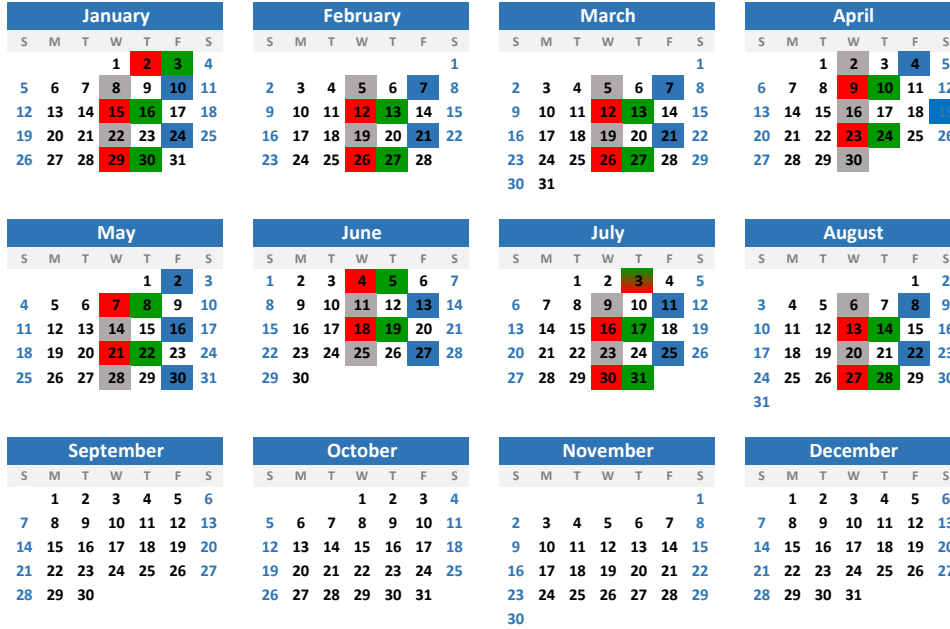 January February March April
S M T W T F S S M T W T F S S M T W T F S S M T W T F S
1 2 3 4 1 1 1 2 3 4 5
5 6 7 8 9 10 11 2 3 4 5 6 7 8 2 3 4 5 6 7 8 6 7 8 9 10 11 12
12 13 14 15 16 17 18 9 10 11 12 13 14 15 9 10 11 12 13 14 15 13 14 15 16 17 18 19
19 20 21 22 23 24 25 16 17 18 19 20 21 22 16 17 18 19 20 21 22 20 21 22 23 24 25 26
26 27 28 29 30 31 23 24 25 26 27 28 23 24 25 26 27 28 29 27 28 29 30
30 31
May June July August
S M T W T F S S M T W T F S S M T W T F S S M T W T F S
1 2 3 1 2 3 4 5 6 7 1 2 3 4 5 1 2
4 5 6 7 8 9 10 8 9 10 11 12 13 14 6 7 8 9 10 11 12 3 4 5 6 7 8 9
11 12 13 14 15 16 17 15 16 17 18 19 20 21 13 14 15 16 17 18 19 10 11 12 13 14 15 16
18 19 20 21 22 23 24 22 23 24 25 26 27 28 20 21 22 23 24 25 26 17 18 19 20 21 22 23
25 26 27 28 29 30 31 29 30 27 28 29 30 31 24 25 26 27 28 29 30
31
September October November December
S M T W T F S S M T W T F S S M T W T F S S M T W T F S
1 2 3 4 5 6 1 2 3 4 1 1 2 3 4 5 6
7 8 9 10 11 12 13 5 6 7 8 9 10 11 2 3 4 5 6 7 8 7 8 9 10 11 12 13
14 15 16 17 18 19 20 12 13 14 15 16 17 18 9 10 11 12 13 14 15 14 15 16 17 18 19 20
21 22 23 24 25 26 27 19 20 21 22 23 24 25 16 17 18 19 20 21 22 21 22 23 24 25 26 27
28 29 30 26 27 28 29 30 31 23 24 25 26 27 28 29 28 29 30 31
30